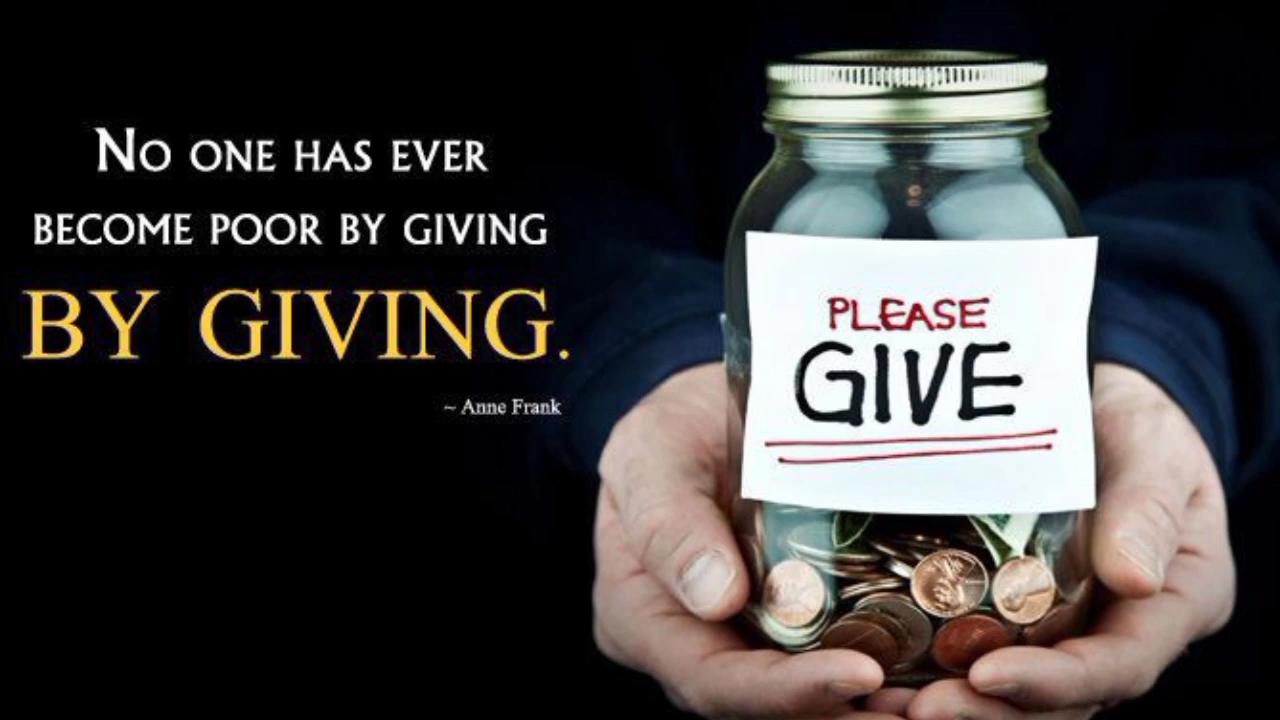 No one has ever
become poor by giving
BY GIVING.
~ Anne Frank
PLEASE
GIVE